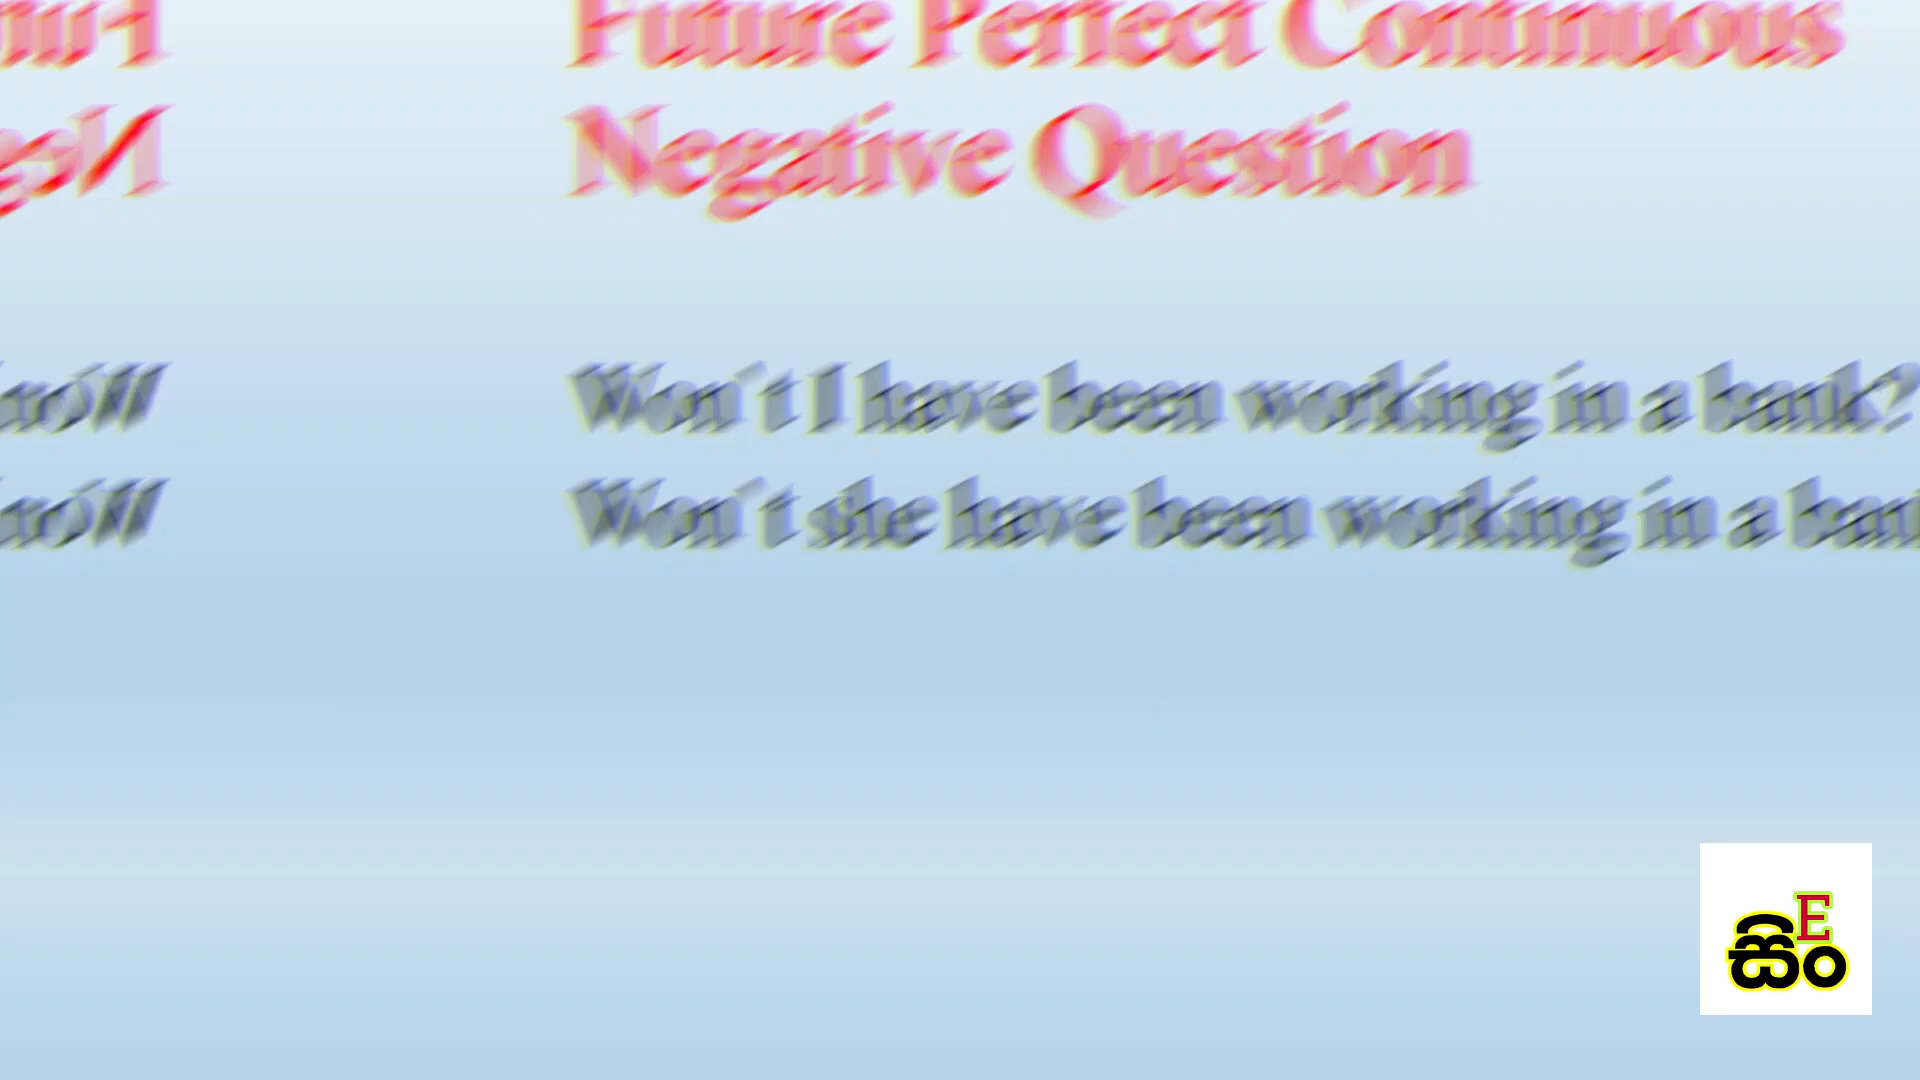 Future Perfect Continuous
Negative Question
Won't I have been working in a bank?
Won't she have been working in a
E
සිං